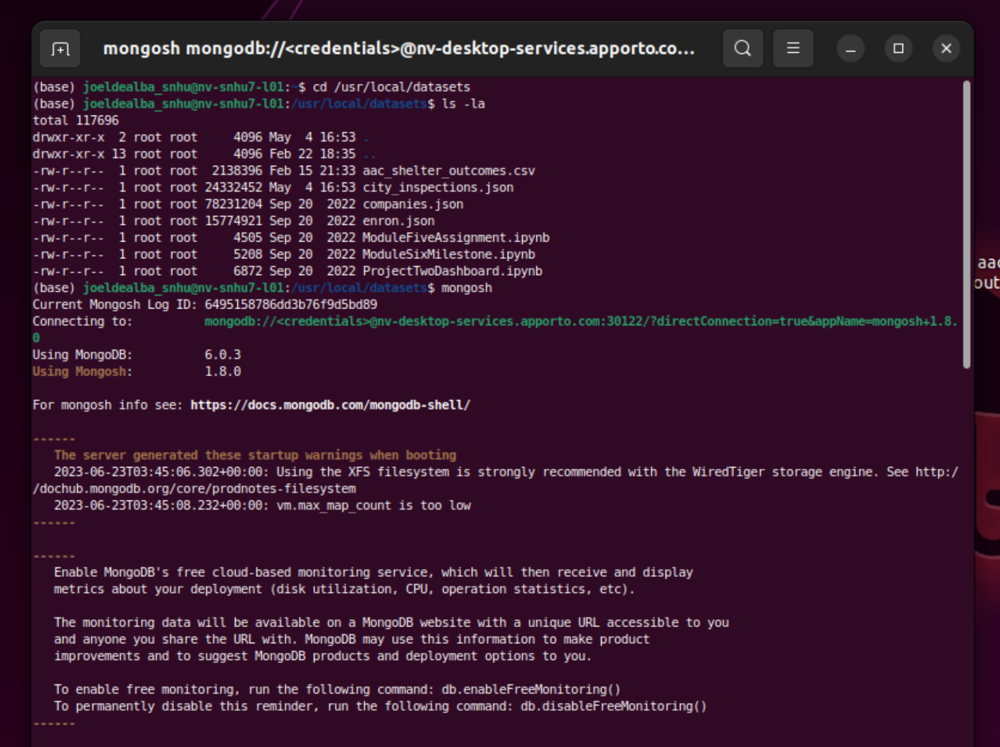 mongosh mongodb://<credentials>@nv-desktop-services.apporto.co...
(base) joeldealba_snhu@nv-snhu7-l01:~$ cd /usr/local/datasets
(base) joeldealba_snhu@nv-snhu7-l01:/usr/local/datasets$ ls -la
total 117696
drwxr-xr-x  2 root root     4096 May  4 16:53 .
drwxr-xr-x 13 root root     4096 Feb 22 18:35 ..
-rw-r--r--  1 root root  2138396 Feb 15 21:33 aac_shelter_outcomes.csv
-rw-r--r--  1 root root 24332452 May  4 16:53 city_inspections.json
-rw-r--r--  1 root root 78231204 Sep 20  2022 companies.json
-rw-r--r--  1 root root 15774921 Sep 20  2022 enron.json
-rw-r--r--  1 root root     4505 Sep 20  2022 ModuleFiveAssignment.ipynb
-rw-r--r--  1 root root     5208 Sep 20  2022 ModuleSixMilestone.ipynb
-rw-r--r--  1 root root     6872 Sep 20  2022 ProjectTwoDashboard.ipynb
(base) joeldealba_snhu@nv-snhu7-l01:/usr/local/datasets$ mongosh
Current Mongosh Log ID: 6495158786dd3b76f9d5bd89
Connecting to:          mongodb://<credentials>@nv-desktop-services.apporto.com:30122/?directConnection=true&appName=mongosh+1.8.
0
Using MongoDB:          6.0.3
Using Mongosh:          1.8.0
For mongosh info see: https://docs.mongodb.com/mongodb-shell/
------
The server generated these startup warnings when booting
2023-06-23T03:45:06.302+00:00: Using the XFS filesystem is strongly recommended with the WiredTiger storage engine. See http:/
/dochub.mongodb.org/core/prodnotes-filesystem
2023-06-23T03:45:08.232+00:00: vm.max_map_count is too low
------
------
Enable MongoDB's free cloud-based monitoring service, which will then receive and display
metrics about your deployment (disk utilization, CPU, operation statistics, etc).
The monitoring data will be available on a MongoDB website with a unique URL accessible to you
and anyone you share the URL with. MongoDB may use this information to make product
improvements and to suggest MongoDB products and deployment options to you.
To enable free monitoring, run the following command: db.enableFreeMonitoring()
To permanently disable this reminder, run the following command: db.disableFreeMonitoring()
------